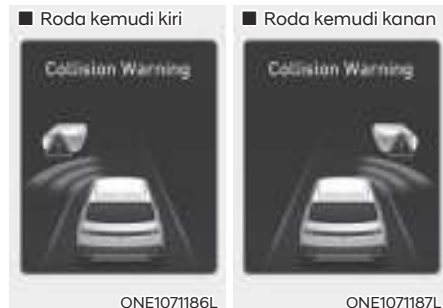 ■ Roda kemudi kiri
Collision Warning
ONE1071186L
■ Roda kemudi kanan
Collision Warning
ONE1071187L